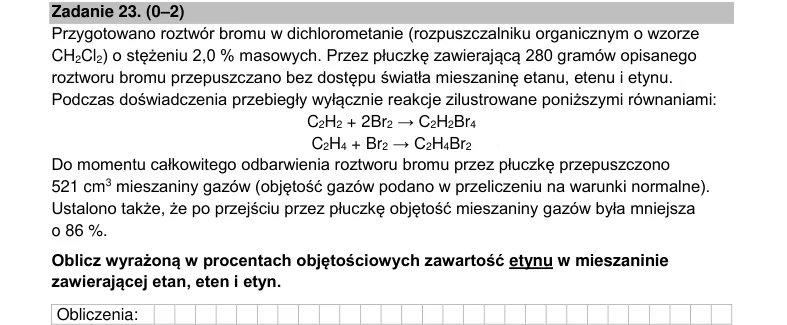 Zadanie 23. (0–2)
Przygotowano roztwór bromu w dichlorometanie (rozpuszczalniku organicznym o wzorze
CH₂Cl₂) o stężeniu 2,0 % masowych. Przez płuczkę zawierającą 280 gramów opisanego
roztworu bromu przepuszczano bez dostępu światła mieszaninę etanu, etenu i etynu.
Podczas doświadczenia przebiegły wyłącznie reakcje zilustrowane poniższymi równaniami:
C₂H₂ + 2Br₂ → C₂H₂Br₄
C₂H₄ + Br₂ → C₂H₄Br₂
Do momentu całkowitego odbarwienia roztworu bromu przez płuczkę przepuszczono
521 cm³ mieszaniny gazów (objętość gazów podano w przeliczeniu na warunki normalne).
Ustalono także, że po przejściu przez płuczkę objętość mieszaniny gazów była mniejsza
o 86 %.
Oblicz wyrażoną w procentach objętościowych zawartość etynu w mieszaninie
zawierającej etan, eten i etyn.
Obliczenia: